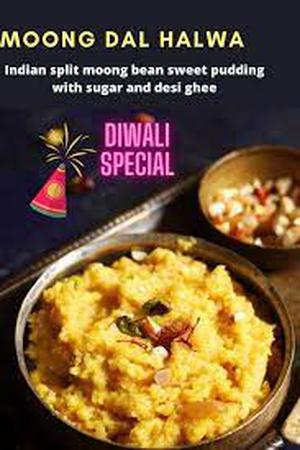 MOONG DAL HALWA
Indian split moong bean sweet pudding
with sugar and desi ghee
DIWALI
SPECIAL